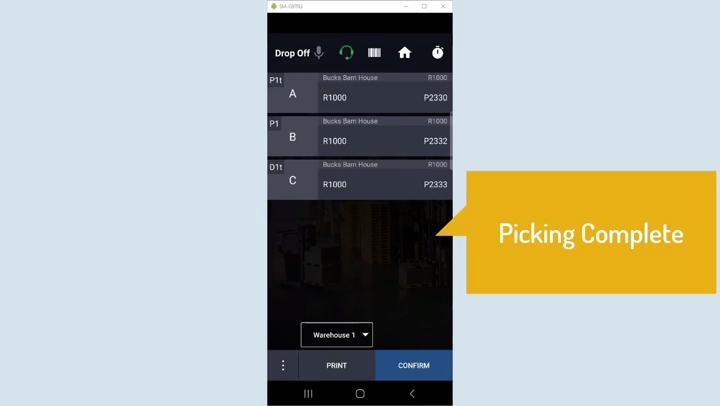 SM-G970U
Drop Off
P1t
A
Bucks Barn House R1000
R1000 P2330
P1
B
Bucks Barn House R1000
R1000 P2332
D1t
C
Bucks Barn House R1000
R1000 P2333
Picking Complete
Warehouse 1
PRINT
CONFIRM